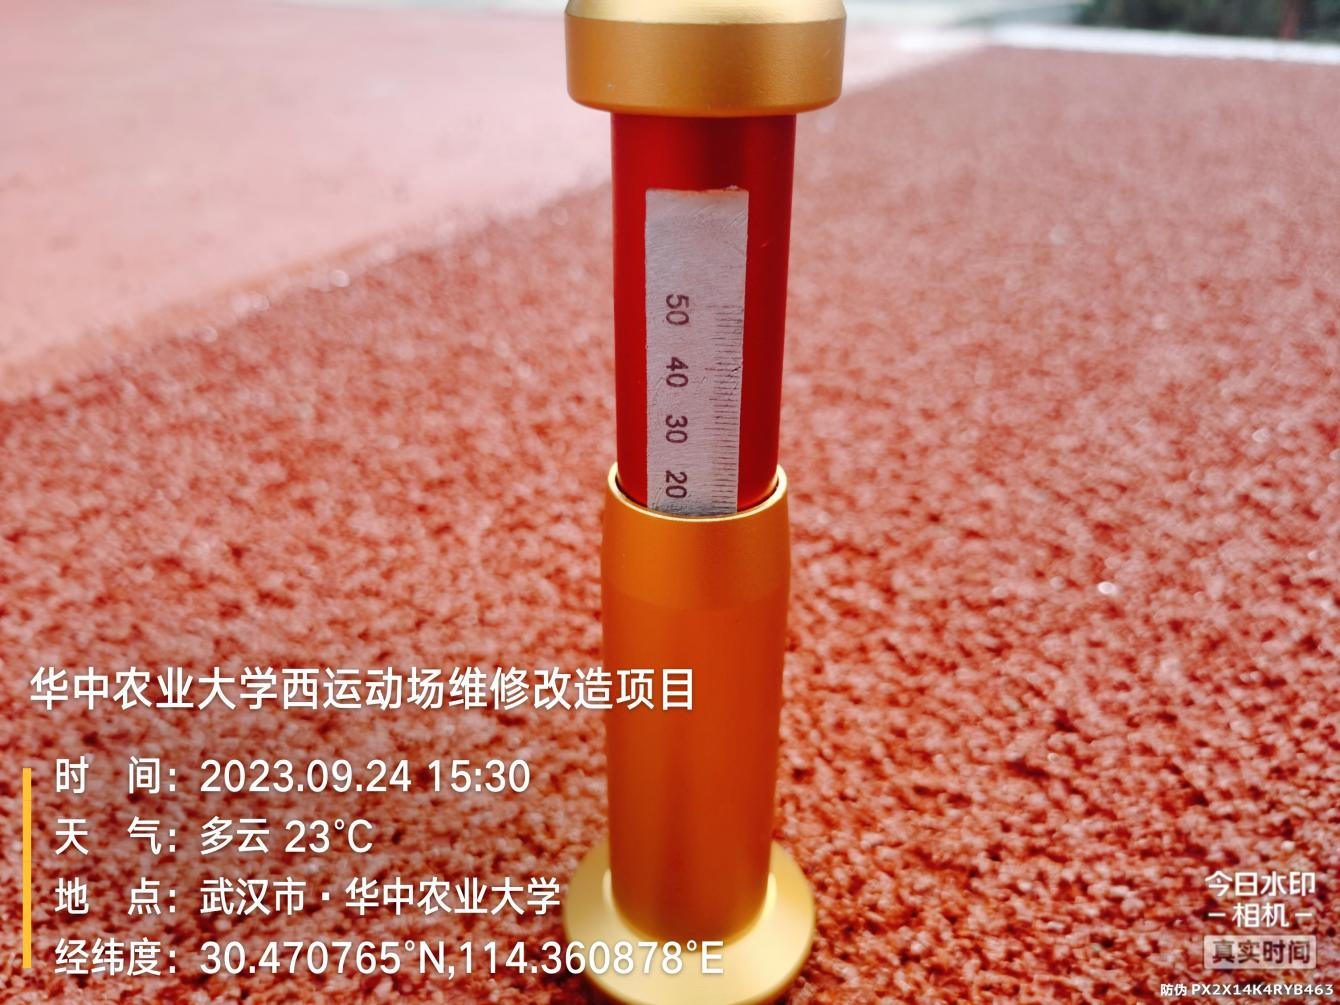 50
40
30
20
华中农业大学西运动场维修改造项目
时 间：2023.09.24 15:30
天 气：多云 23℃
地 点：武汉市·华中农业大学
经纬度：30.470765°N,114.360878°E
今日水印
相机
真实时间
防伪 PX2X14K4RYB463